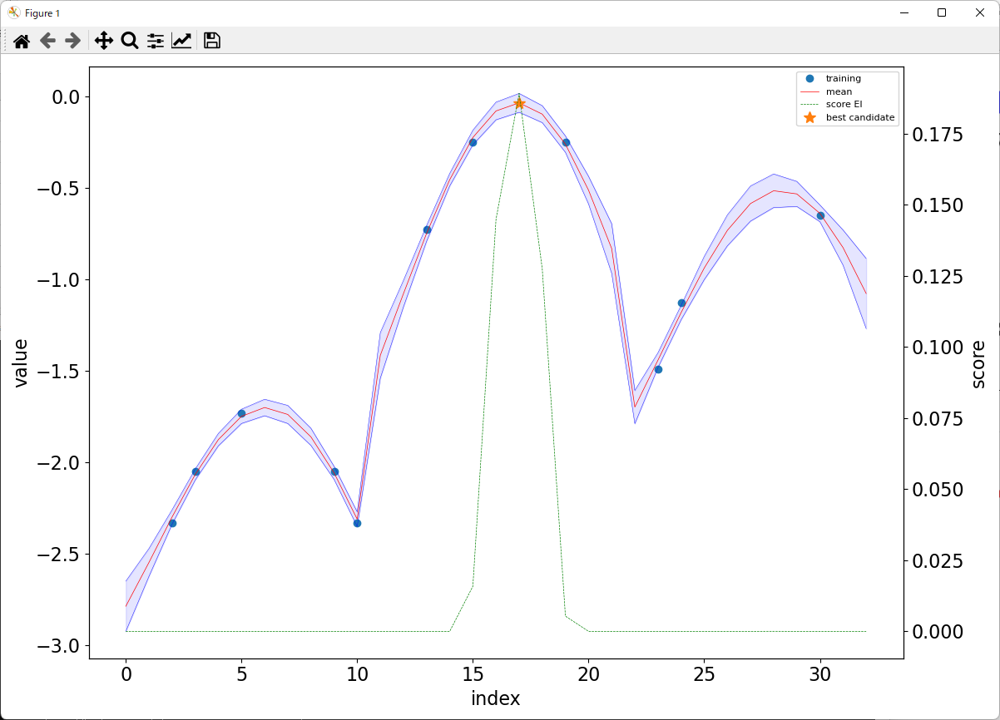 Figure 1
training
mean
score EI
best candidate
0.0
−0.5
−1.0
−1.5
−2.0
−2.5
−3.0
value
0.175
0.150
0.125
0.100
0.075
0.050
0.025
0.000
score
0 5 10 15 20 25 30
index